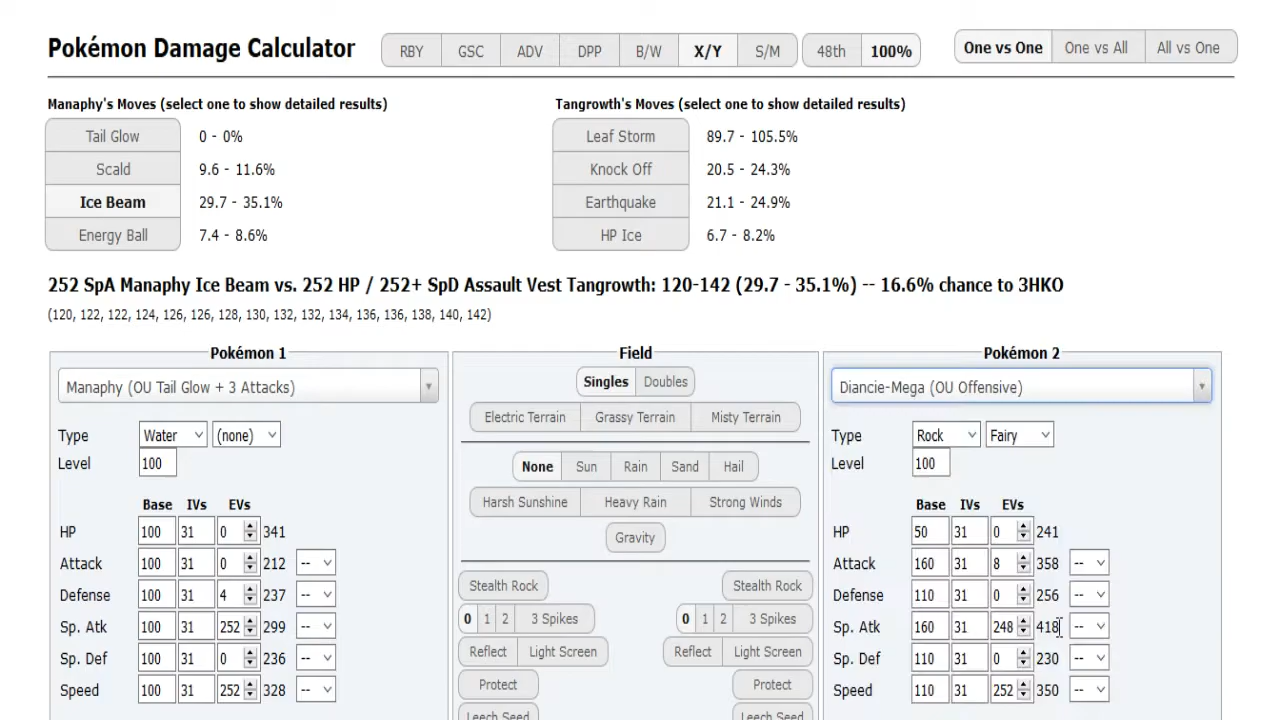 Pokémon Damage Calculator RBY GSC ADV DPP B/W X/Y S/M 48th 100% One vs One One vs All All vs One
Manaphy's Moves (select one to show detailed results) Tangrowth's Moves (select one to show detailed results)
Tail Glow 0 - 0% Leaf Storm 89.7 - 105.5%
Scald 9.6 - 11.6% Knock Off 20.5 - 24.3%
Ice Beam 29.7 - 35.1% Earthquake 21.1 - 24.9%
Energy Ball 7.4 - 8.6% HP Ice 6.7 - 8.2%
252 SpA Manaphy Ice Beam vs. 252 HP / 252+ SpD Assault Vest Tangrowth: 120-142 (29.7 - 35.1%) -- 16.6% chance to 3HKO
(120, 122, 122, 124, 126, 126, 128, 130, 132, 132, 134, 136, 136, 138, 140, 142)
Pokémon 1 Field Pokémon 2
Manaphy (OU Tail Glow + 3 Attacks) Singles Doubles Diancie-Mega (OU Offensive)
Electric Terrain Grassy Terrain Misty Terrain
Type Water (none) Type Rock Fairy
Level 100 None Sun Rain Sand Hail Level 100
Harsh Sunshine Heavy Rain Strong Winds
Base IVs EVs Base IVs EVs
HP 100 31 0 341 Gravity HP 50 31 0 241
Attack 100 31 0 212 -- Attack 160 31 8 358 --
Defense 100 31 4 237 -- Stealth Rock Stealth Rock Defense 110 31 0 256 --
Sp. Atk 100 31 252 299 -- 0 1 2 3 Spikes 0 1 2 3 Spikes Sp. Atk 160 31 248 418 --
Sp. Def 100 31 0 236 -- Reflect Light Screen Reflect Light Screen Sp. Def 110 31 0 230 --
Speed 100 31 252 328 -- Protect Protect Speed 110 31 252 350 --
Leech Seed Leech Seed